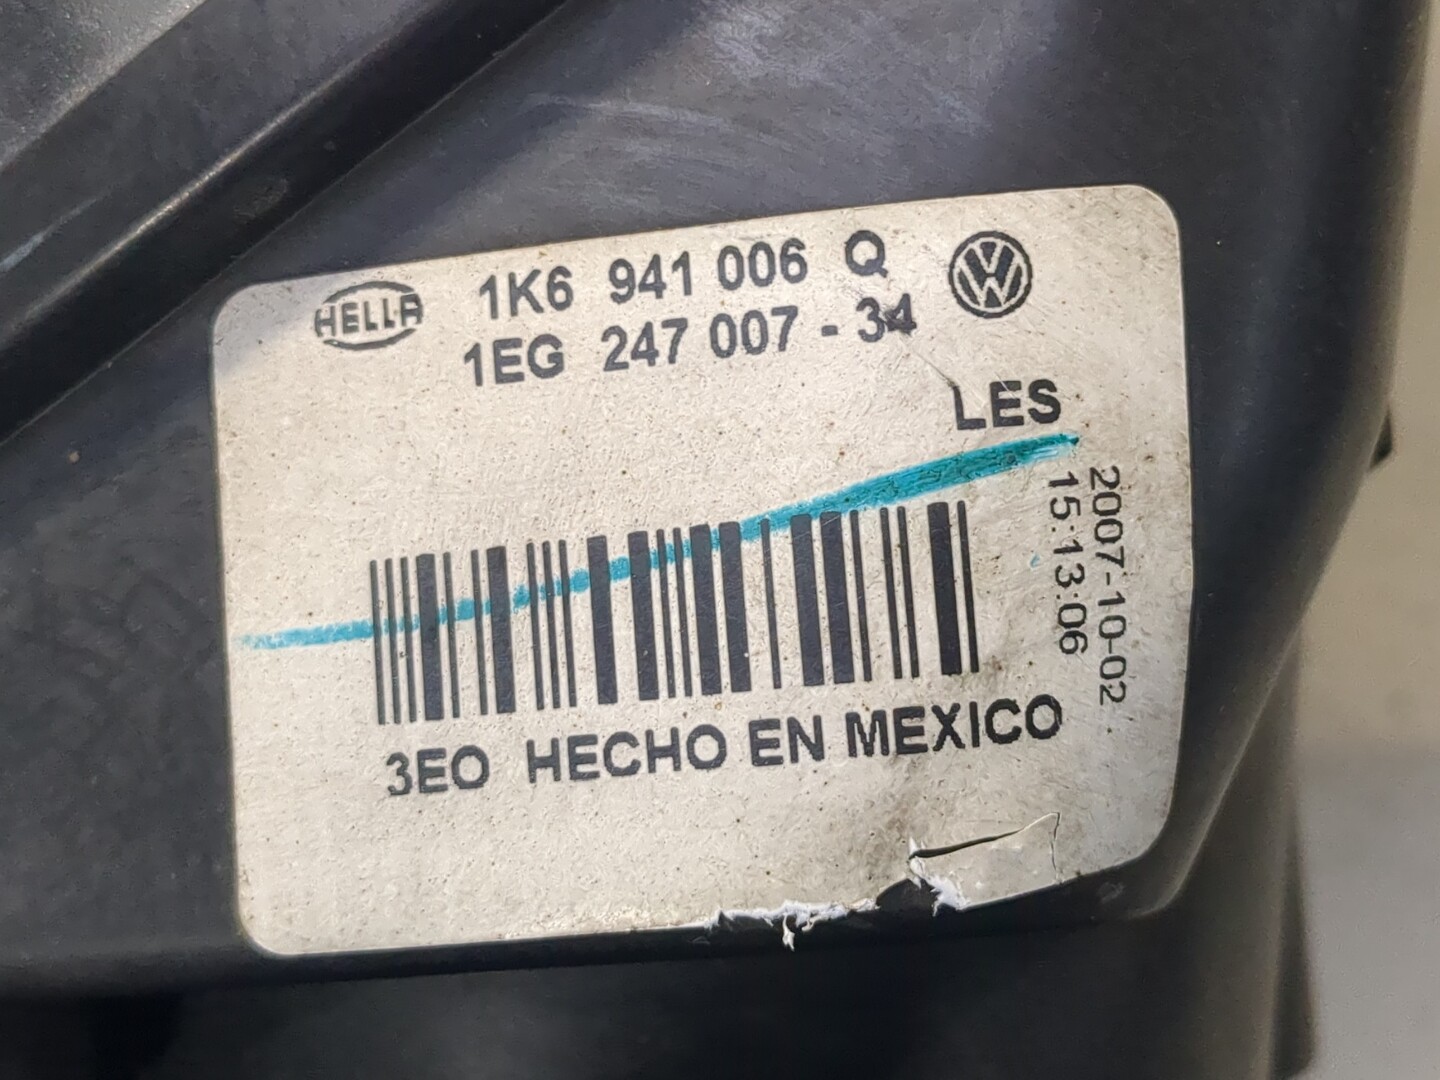 HELLA
1K6 941 006 Q
1EG 247 007 - 34
LES
2007-10-02
15:13:06
3EO HECHO EN MEXICO